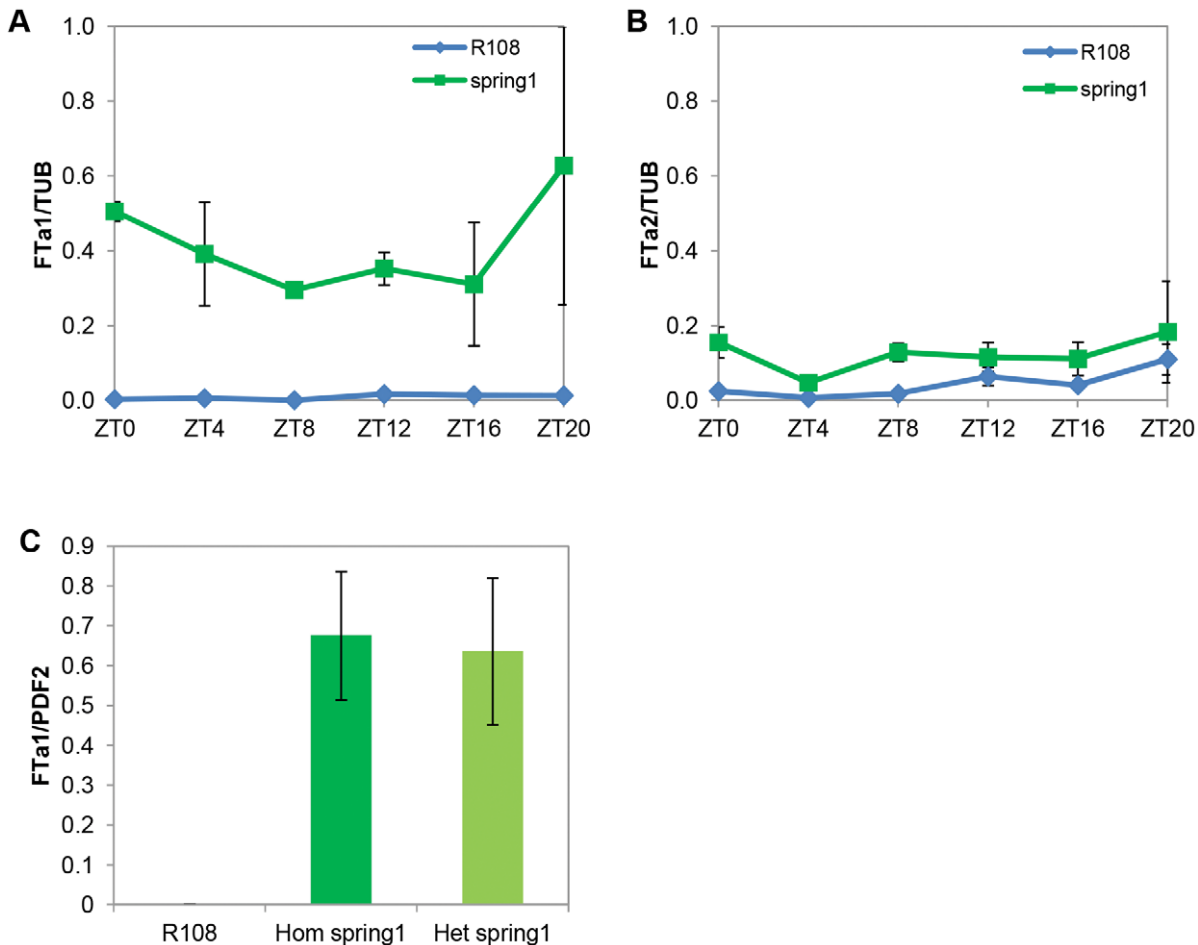 A
FTa1/TUB
1.0
0.8
0.6
0.4
0.2
0.0
R108
spring1
ZT0 ZT4 ZT8 ZT12 ZT16 ZT20
B
FTa2/TUB
1.0
0.8
0.6
0.4
0.2
0.0
R108
spring1
ZT0 ZT4 ZT8 ZT12 ZT16 ZT20
C
FTa1/PDF2
0.9
0.8
0.7
0.6
0.5
0.4
0.3
0.2
0.1
0
R108 Hom spring1 Het spring1